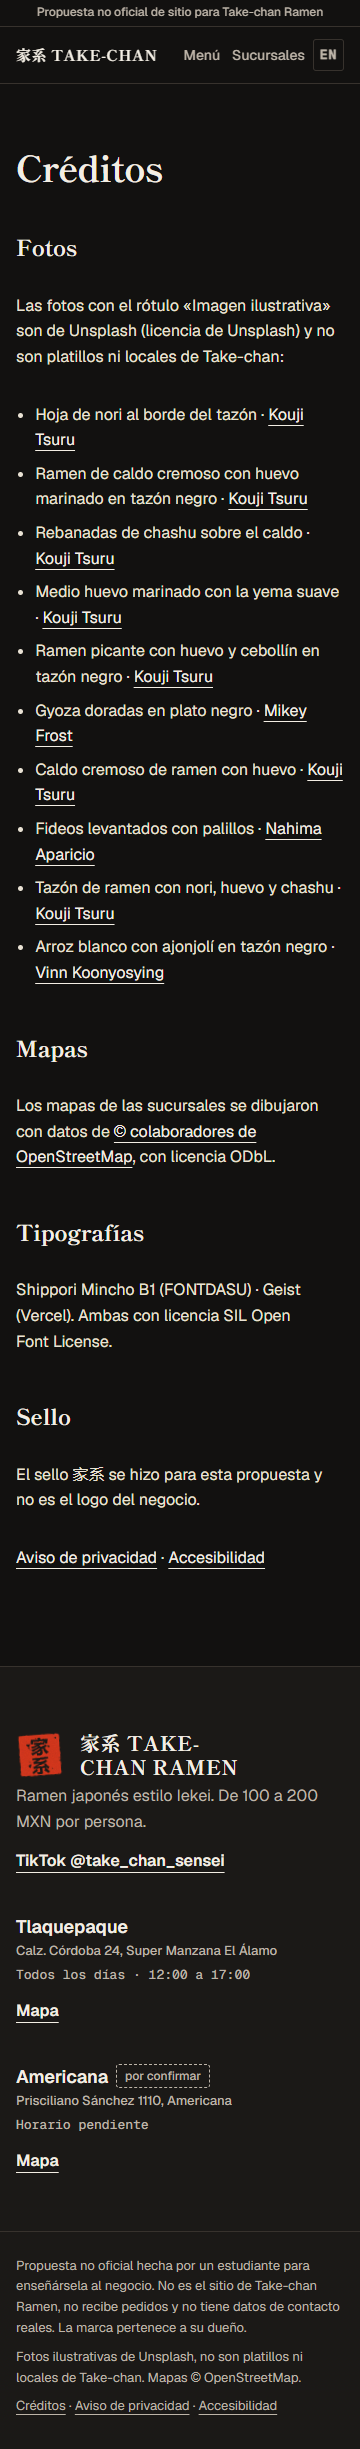 Propuesta no oficial de sitio para Take-chan Ramen
家系 TAKE-CHAN Menú Sucursales EN
Créditos
Fotos
Las fotos con el rótulo «Imagen ilustrativa»
son de Unsplash (licencia de Unsplash) y no
son platillos ni locales de Take-chan:
• Hoja de nori al borde del tazón · Kouji
Tsuru
• Ramen de caldo cremoso con huevo
marinado en tazón negro · Kouji Tsuru
• Rebanadas de chashu sobre el caldo ·
Kouji Tsuru
• Medio huevo marinado con la yema suave
· Kouji Tsuru
• Ramen picante con huevo y cebollín en
tazón negro · Kouji Tsuru
• Gyoza doradas en plato negro · Mikey
Frost
• Caldo cremoso de ramen con huevo · Kouji
Tsuru
• Fideos levantados con palillos · Nahima
Aparicio
• Tazón de ramen con nori, huevo y chashu ·
Kouji Tsuru
• Arroz blanco con ajonjolí en tazón negro ·
Vinn Koonyosying
Mapas
Los mapas de las sucursales se dibujaron
con datos de © colaboradores de
OpenStreetMap, con licencia ODbL.
Tipografías
Shippori Mincho B1 (FONTDASU) · Geist
(Vercel). Ambas con licencia SIL Open
Font License.
Sello
El sello 家系 se hizo para esta propuesta y
no es el logo del negocio.
Aviso de privacidad · Accesibilidad
家系
家系 TAKE-
CHAN RAMEN
Ramen japonés estilo Iekei. De 100 a 200
MXN por persona.
TikTok @take_chan_sensei
Tlaquepaque
Calz. Córdoba 24, Super Manzana El Álamo
Todos los días · 12:00 a 17:00
Mapa
Americana por confirmar
Prisciliano Sánchez 1110, Americana
Horario pendiente
Mapa
Propuesta no oficial hecha por un estudiante para
enseñársela al negocio. No es el sitio de Take-chan
Ramen, no recibe pedidos y no tiene datos de contacto
reales. La marca pertenece a su dueño.
Fotos ilustrativas de Unsplash, no son platillos ni
locales de Take-chan. Mapas © OpenStreetMap.
Créditos · Aviso de privacidad · Accesibilidad